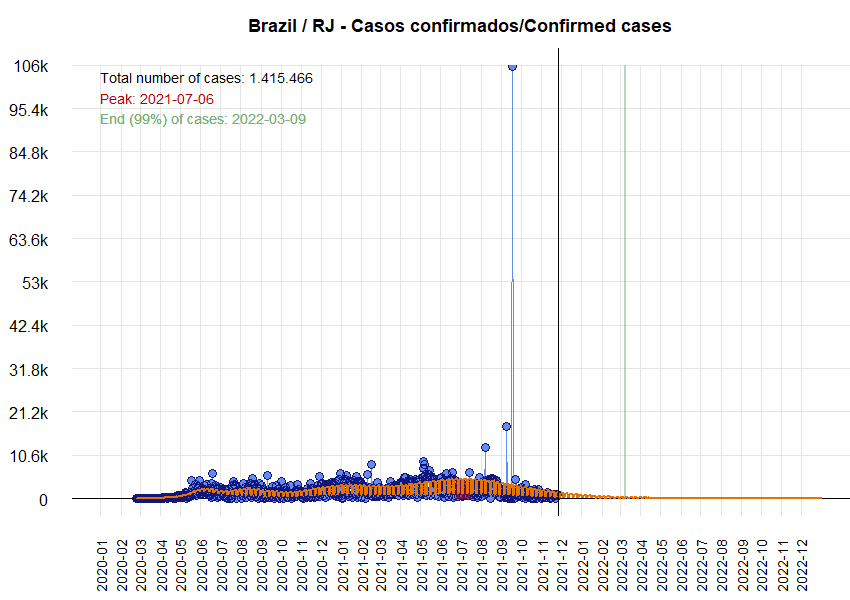 Brazil / RJ - Casos confirmados/Confirmed cases
106k
95.4k
84.8k
74.2k
63.6k
53k
42.4k
31.8k
21.2k
10.6k
0
Total number of cases: 1.415.466
Peak: 2021-07-06
End (99%) of cases: 2022-03-09
2020-01
2020-02
2020-03
2020-04
2020-05
2020-06
2020-07
2020-08
2020-09
2020-10
2020-11
2020-12
2021-01
2021-02
2021-03
2021-04
2021-05
2021-06
2021-07
2021-08
2021-09
2021-10
2021-11
2021-12
2022-01
2022-02
2022-03
2022-04
2022-05
2022-06
2022-07
2022-08
2022-09
2022-10
2022-11
2022-12